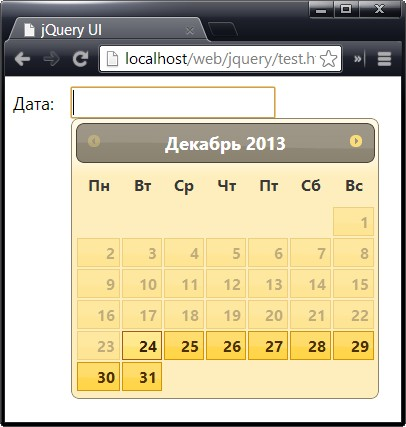 jQuery UI
localhost/web/jquery/test.h
Дата:
Декабрь 2013
Пн Вт Ср Чт Пт Сб Вс
1
2 3 4 5 6 7 8
9 10 11 12 13 14 15
16 17 18 19 20 21 22
23 24 25 26 27 28 29
30 31